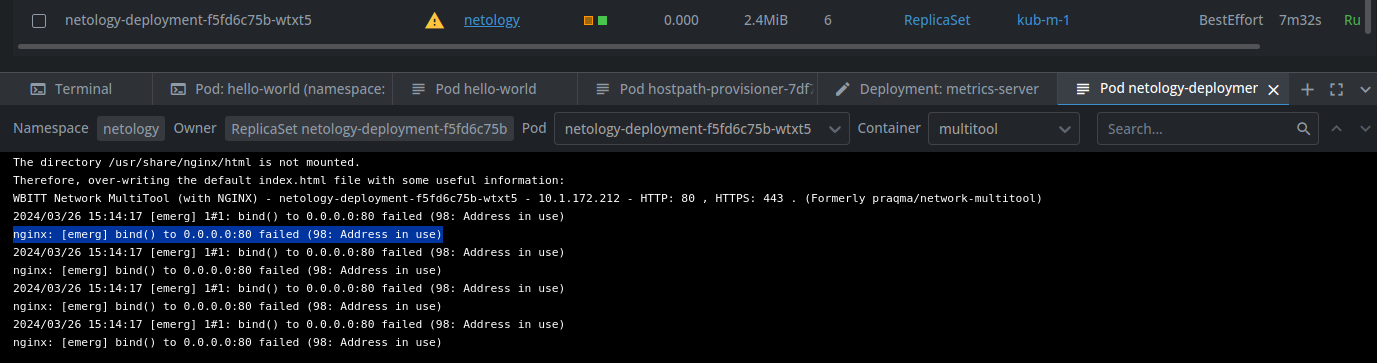 netology-deployment-f5fd6c75b-wtxt5 netology 0.000 2.4MiB 6 ReplicaSet kub-m-1 BestEffort 7m32s Ru
Terminal Pod: hello-world (namespace: Pod hello-world Pod hostpath-provisioner-7df Deployment: metrics-server Pod netology-deploymer
Namespace netology Owner ReplicaSet netology-deployment-f5fd6c75b Pod netology-deployment-f5fd6c75b-wtxt5 Container multitool Search...
The directory /usr/share/nginx/html is not mounted.
Therefore, over-writing the default index.html file with some useful information:
WBITT Network MultiTool (with NGINX) - netology-deployment-f5fd6c75b-wtxt5 - 10.1.172.212 - HTTP: 80 , HTTPS: 443 . (Formerly praqma/network-multitool)
2024/03/26 15:14:17 [emerg] 1#1: bind() to 0.0.0.0:80 failed (98: Address in use)
nginx: [emerg] bind() to 0.0.0.0:80 failed (98: Address in use)
2024/03/26 15:14:17 [emerg] 1#1: bind() to 0.0.0.0:80 failed (98: Address in use)
nginx: [emerg] bind() to 0.0.0.0:80 failed (98: Address in use)
2024/03/26 15:14:17 [emerg] 1#1: bind() to 0.0.0.0:80 failed (98: Address in use)
nginx: [emerg] bind() to 0.0.0.0:80 failed (98: Address in use)
2024/03/26 15:14:17 [emerg] 1#1: bind() to 0.0.0.0:80 failed (98: Address in use)
nginx: [emerg] bind() to 0.0.0.0:80 failed (98: Address in use)